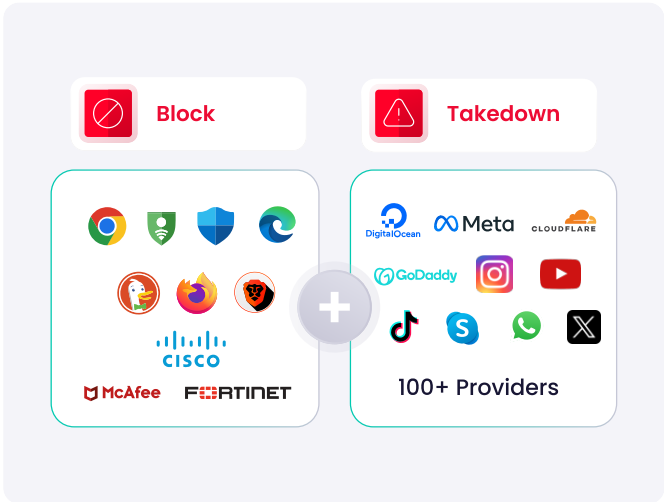 Block
Takedown
DigitalOcean
Meta
CLOUDFLARE
GoDaddy
CISCO
McAfee
FORTINET
100+ Providers